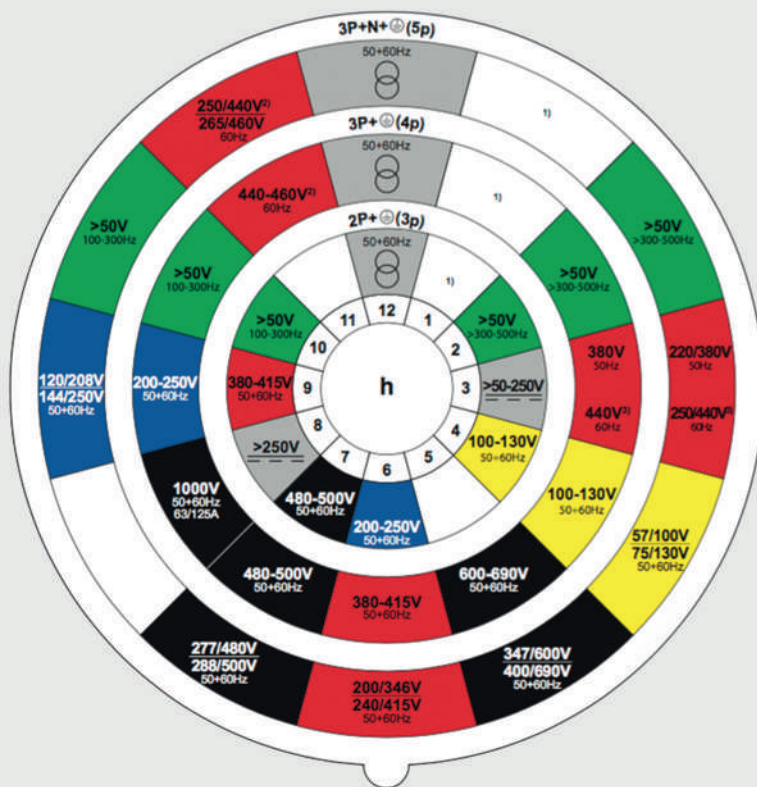 3P+N+⏚(5p)
50+60Hz
1)
>50V
>300-500Hz
220/380V
50Hz
250/440V³⁾
60Hz
57/100V
75/130V
50+60Hz
347/600V
400/690V
50+60Hz
200/346V
240/415V
50+60Hz
277/480V
288/500V
50+60Hz
120/208V
144/250V
50+60Hz
>50V
100-300Hz
250/440V²⁾
265/460V
60Hz
3P+⏚(4p)
50+60Hz
1)
>50V
>300-500Hz
380V
50Hz
440V³⁾
60Hz
100-130V
50÷60Hz
600-690V
50+60Hz
380-415V
50+60Hz
480-500V
50+60Hz
1000V
50+60Hz
63/125A
200-250V
50+60Hz
>50V
100-300Hz
440-460V²⁾
60Hz
2P+⏚(3p)
50+60Hz
1)
>50V
>300-500Hz
>50-250V
100-130V
50÷60Hz
200-250V
50+60Hz
480-500V
50+60Hz
>250V
380-415V
50+60Hz
>50V
100-300Hz
12
1
2
3
4
5
6
7
8
9
10
11
h